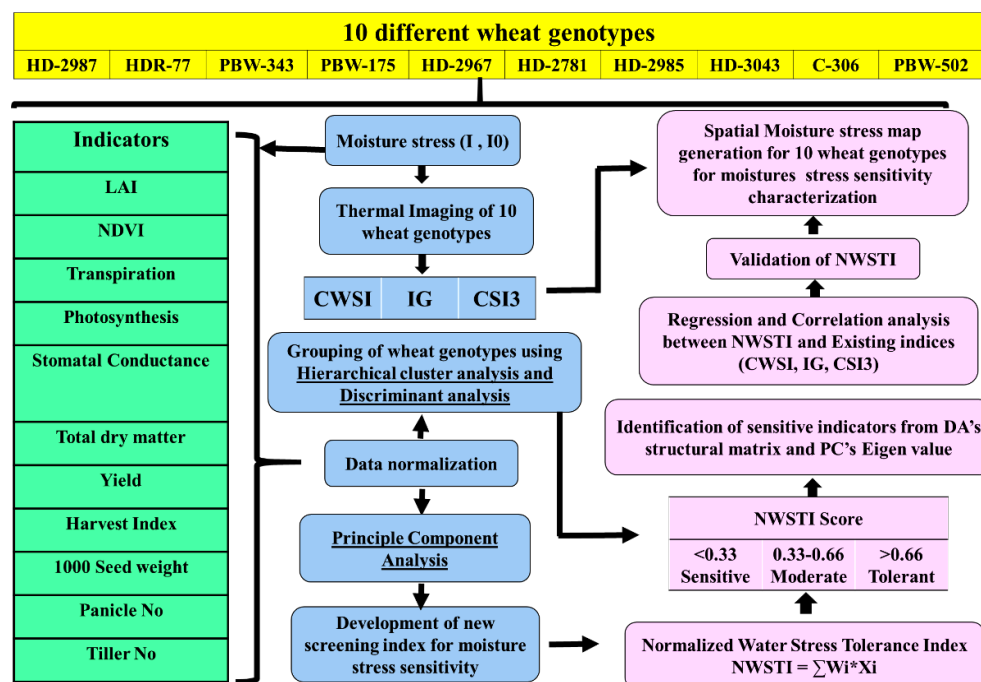 10 different wheat genotypes
HD-2987 HDR-77 PBW-343 PBW-175 HD-2967 HD-2781 HD-2985 HD-3043 C-306 PBW-502
Indicators
LAI
NDVI
Transpiration
Photosynthesis
Stomatal Conductance
Total dry matter
Yield
Harvest Index
1000 Seed weight
Panicle No
Tiller No
Moisture stress (I , I0)
Thermal Imaging of 10
wheat genotypes
CWSI IG CSI3
Grouping of wheat genotypes using
Hierarchical cluster analysis and
Discriminant analysis
Data normalization
Principle Component
Analysis
Development of new
screening index for moisture
stress sensitivity
Spatial Moisture stress map
generation for 10 wheat genotypes
for moistures stress sensitivity
characterization
Validation of NWSTI
Regression and Correlation analysis
between NWSTI and Existing indices
(CWSI, IG, CSI3)
Identification of sensitive indicators from DA's
structural matrix and PC's Eigen value
NWSTI Score
<0.33 0.33-0.66 >0.66
Sensitive Moderate Tolerant
Normalized Water Stress Tolerance Index
NWSTI = ∑Wi*Xi